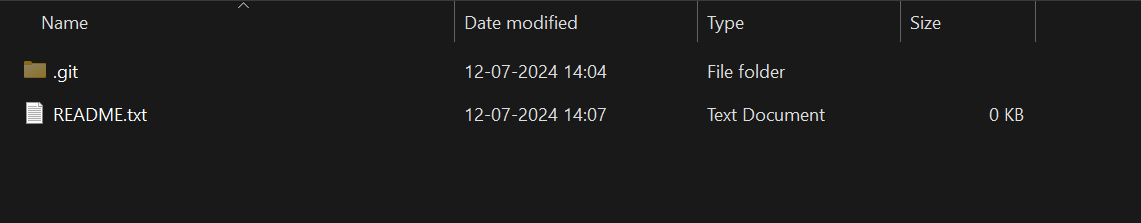 Name Date modified Type Size
.git 12-07-2024 14:04 File folder
README.txt 12-07-2024 14:07 Text Document 0 KB